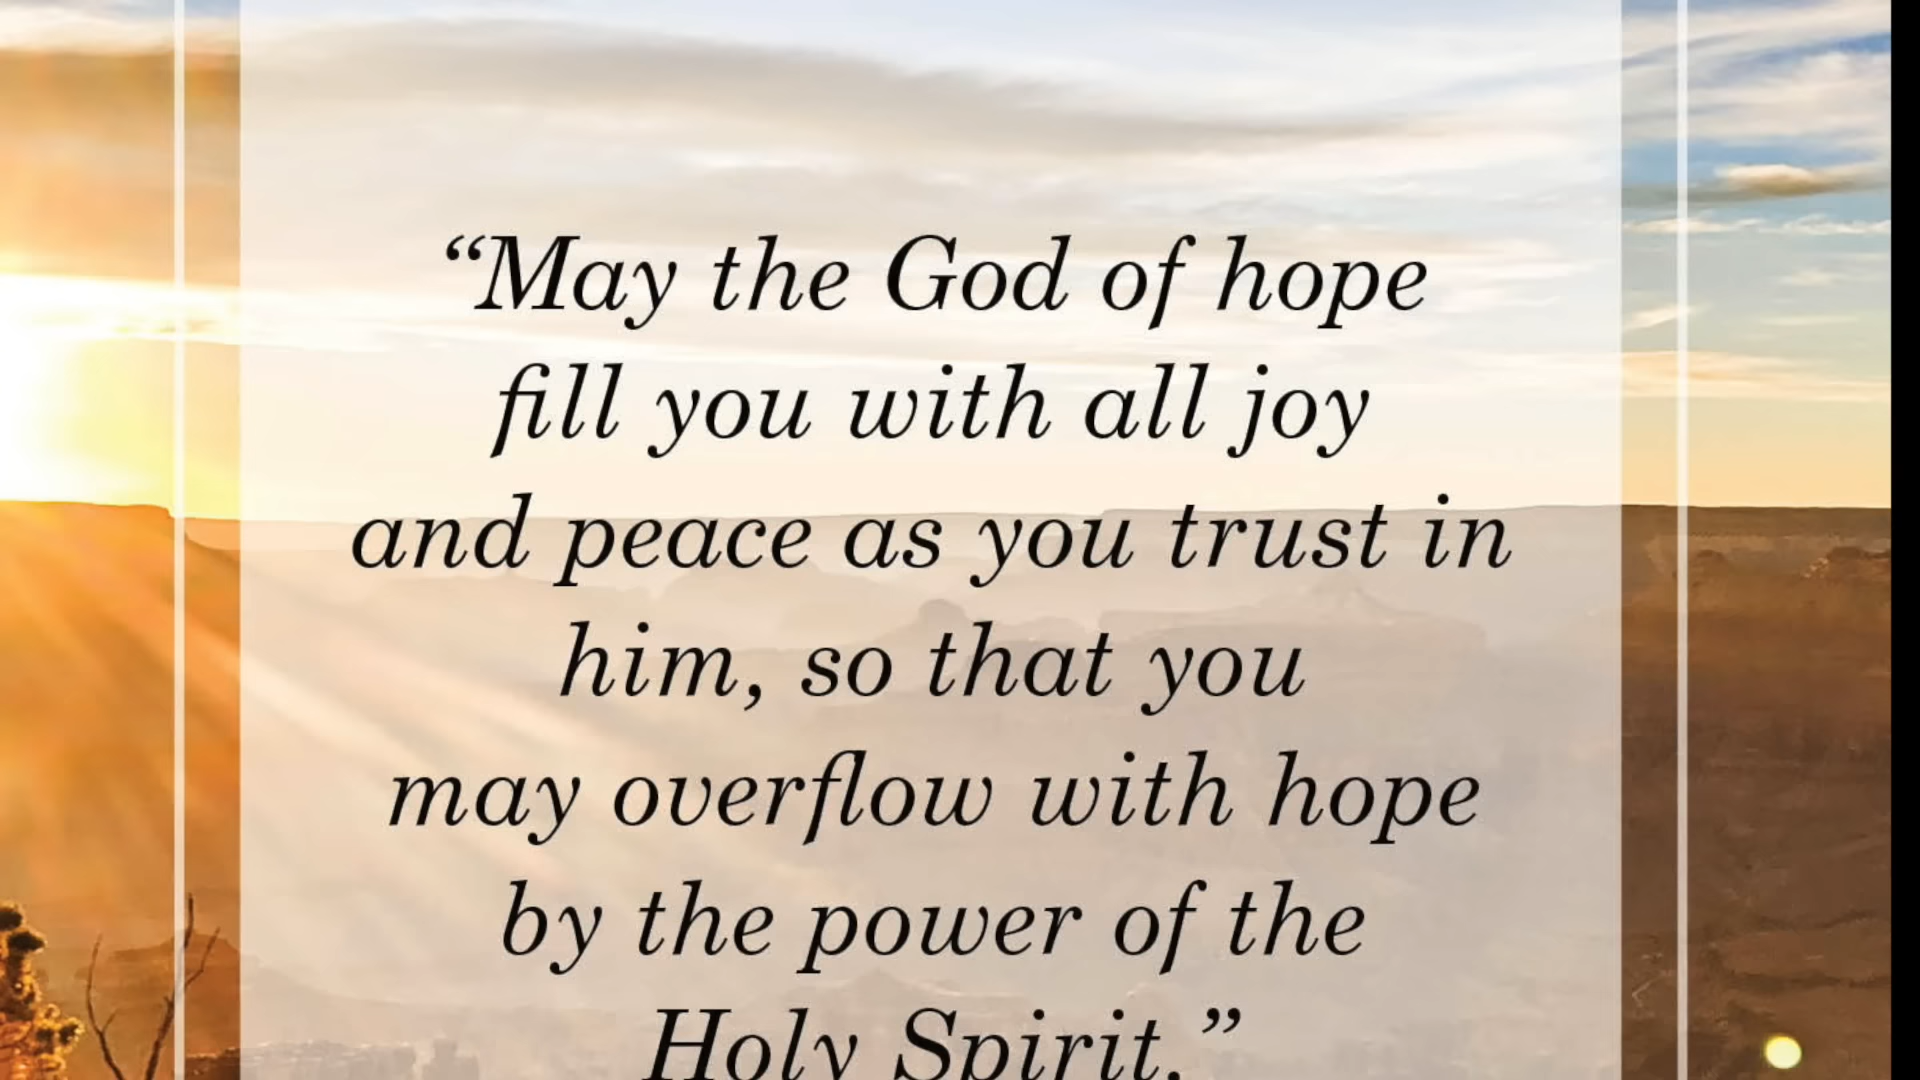 “May the God of hope
fill you with all joy
and peace as you trust in
him, so that you
may overflow with hope
by the power of the
Holy Spirit.”